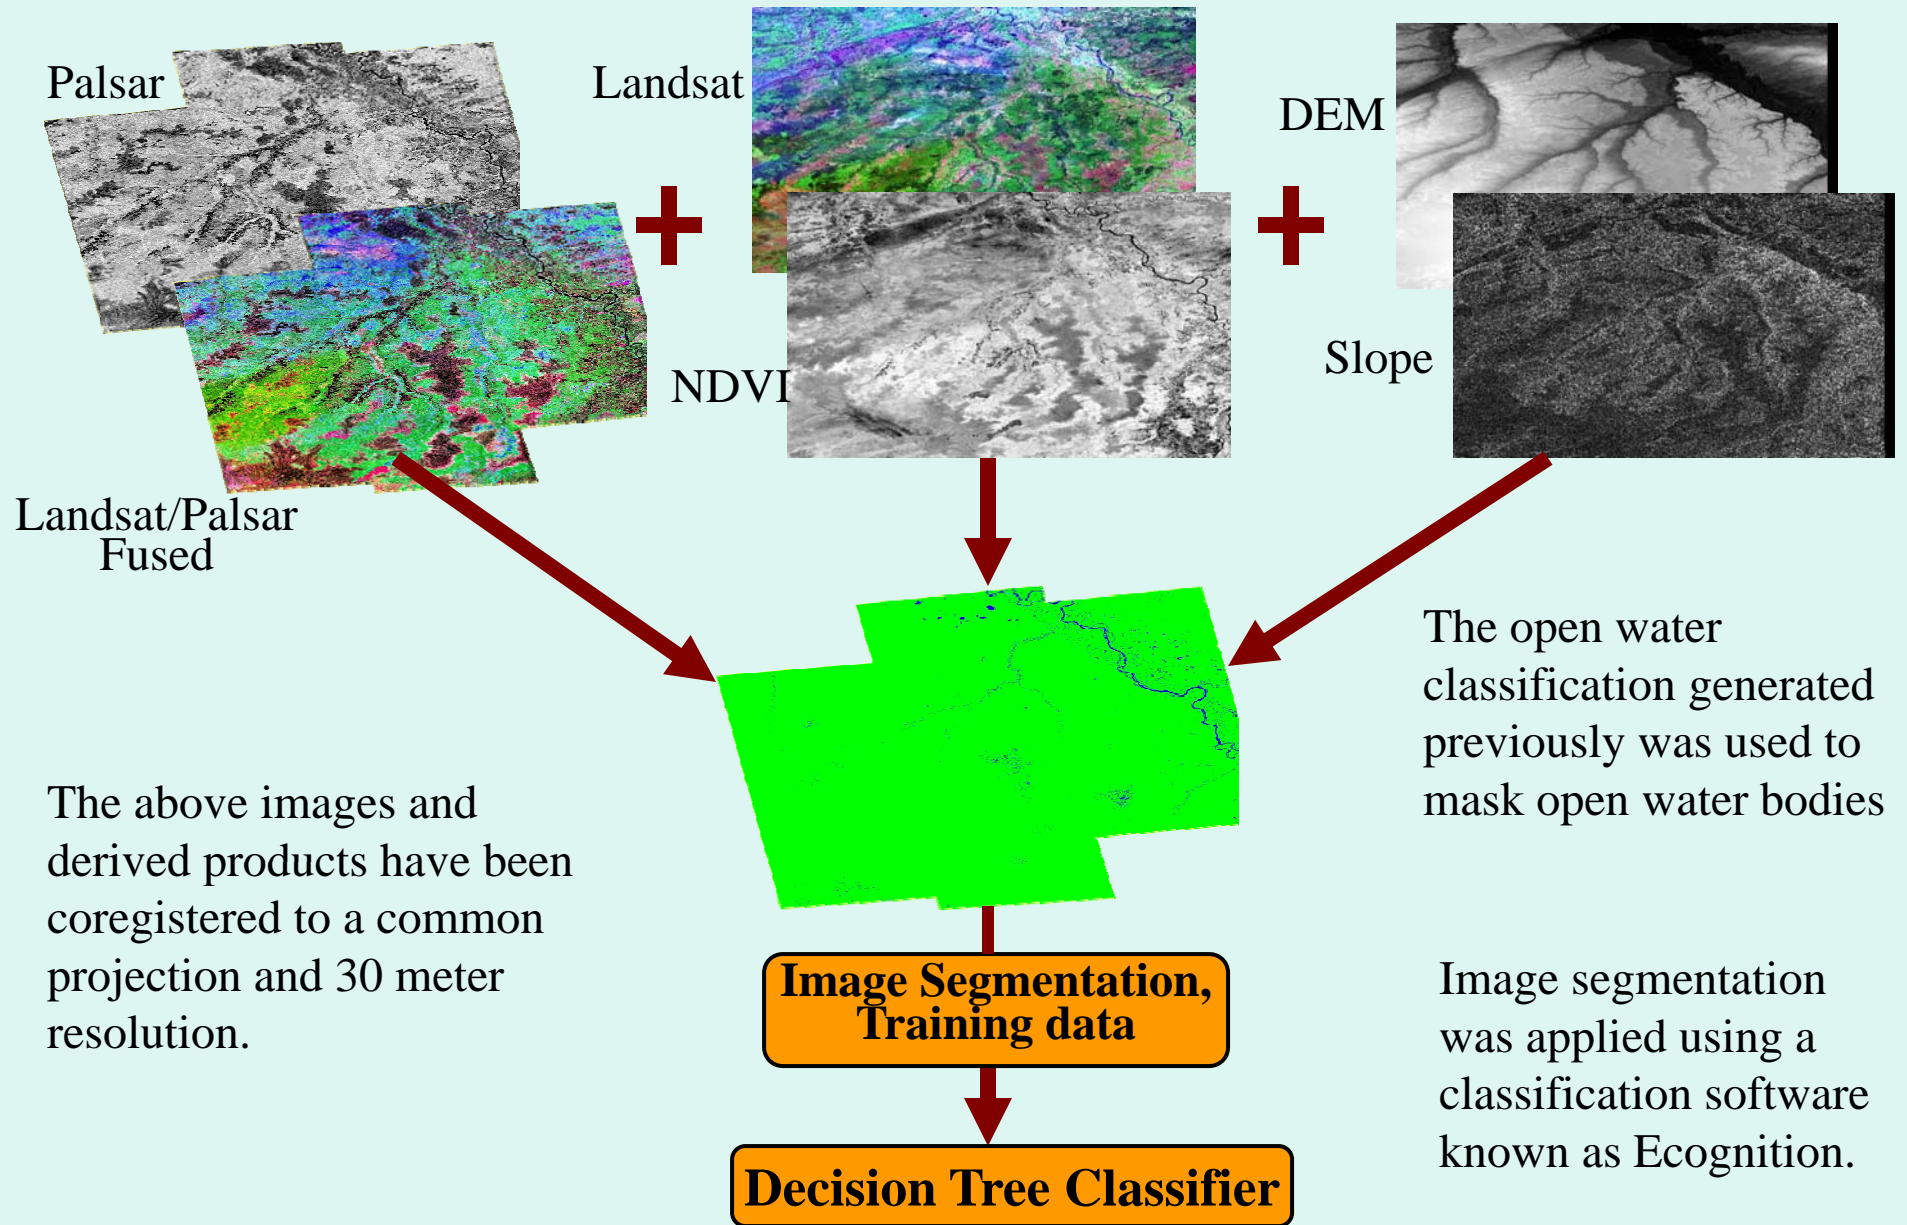 Palsar
Landsat
DEM
NDVI
Slope
Landsat/Palsar
Fused
The above images and
derived products have been
coregistered to a common
projection and 30 meter
resolution.
The open water
classification generated
previously was used to
mask open water bodies
Image Segmentation,
Training data
Image segmentation
was applied using a
classification software
known as Ecognition.
Decision Tree Classifier